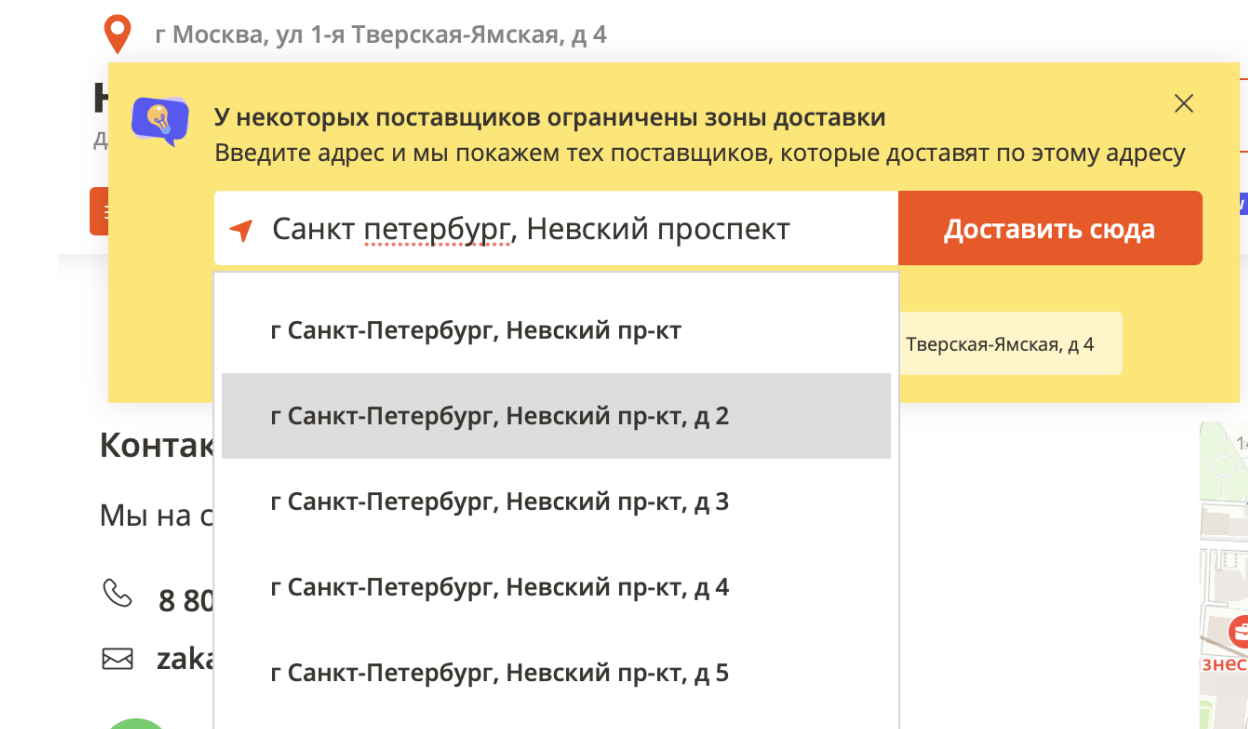 г Москва, ул 1-я Тверская-Ямская, д 4
У некоторых поставщиков ограничены зоны доставки
Введите адрес и мы покажем тех поставщиков, которые доставят по этому адресу
Санкт петербург, Невский проспект
Доставить сюда
г Санкт-Петербург, Невский пр-кт
Тверская-Ямская, д 4
г Санкт-Петербург, Невский пр-кт, д 2
Контак
г Санкт-Петербург, Невский пр-кт, д 3
Мы на с
г Санкт-Петербург, Невский пр-кт, д 4
8 80
zaka
г Санкт-Петербург, Невский пр-кт, д 5